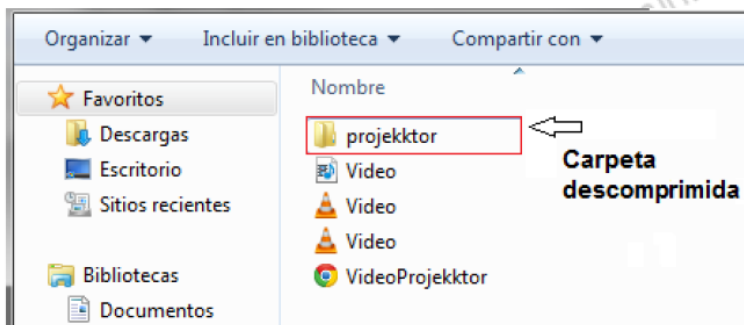 Organizar Incluir en biblioteca Compartir con
Favoritos
Descargas
Escritorio
Sitios recientes
Bibliotecas
Documentos
Nombre
projekktor
Video
Video
Video
VideoProjekktor
Carpeta
descomprimida